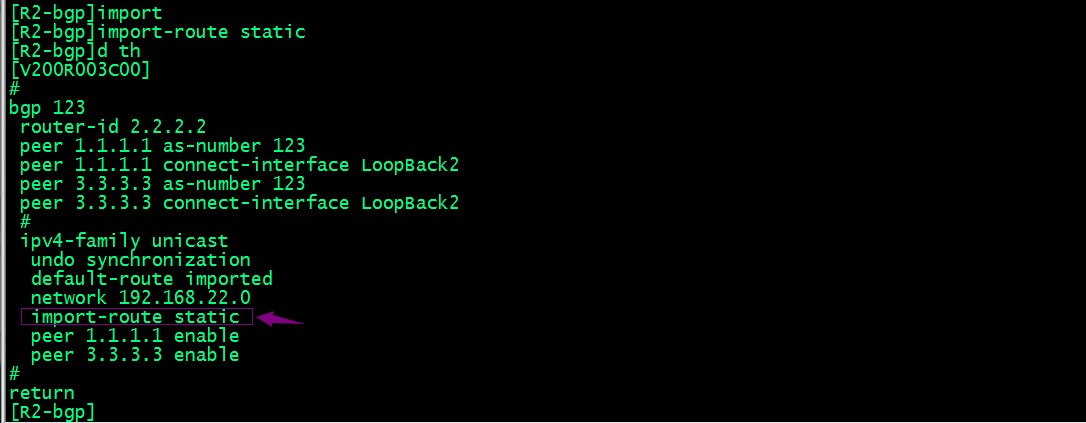 [R2-bgp]import
[R2-bgp]import-route static
[R2-bgp]d th
[V200R003C00]
#
bgp 123
router-id 2.2.2.2
peer 1.1.1.1 as-number 123
peer 1.1.1.1 connect-interface LoopBack2
peer 3.3.3.3 as-number 123
peer 3.3.3.3 connect-interface LoopBack2
#
ipv4-family unicast
undo synchronization
default-route imported
network 192.168.22.0
import-route static
peer 1.1.1.1 enable
peer 3.3.3.3 enable
#
return
[R2-bgp]